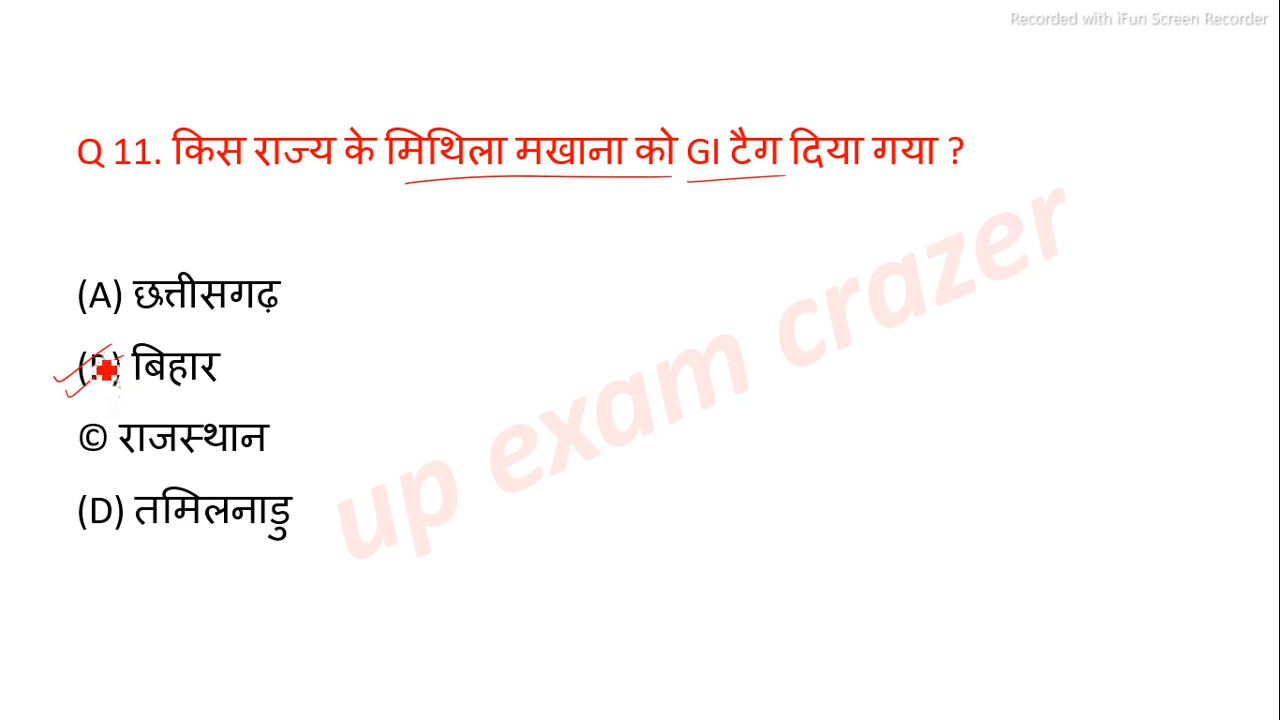 Recorded with iFun Screen Recorder
Q 11. किस राज्य के मिथिला मखाना को GI टैग दिया गया ?
(A) छत्तीसगढ़
(B) बिहार
© राजस्थान
(D) तमिलनाडु
up exam crazer